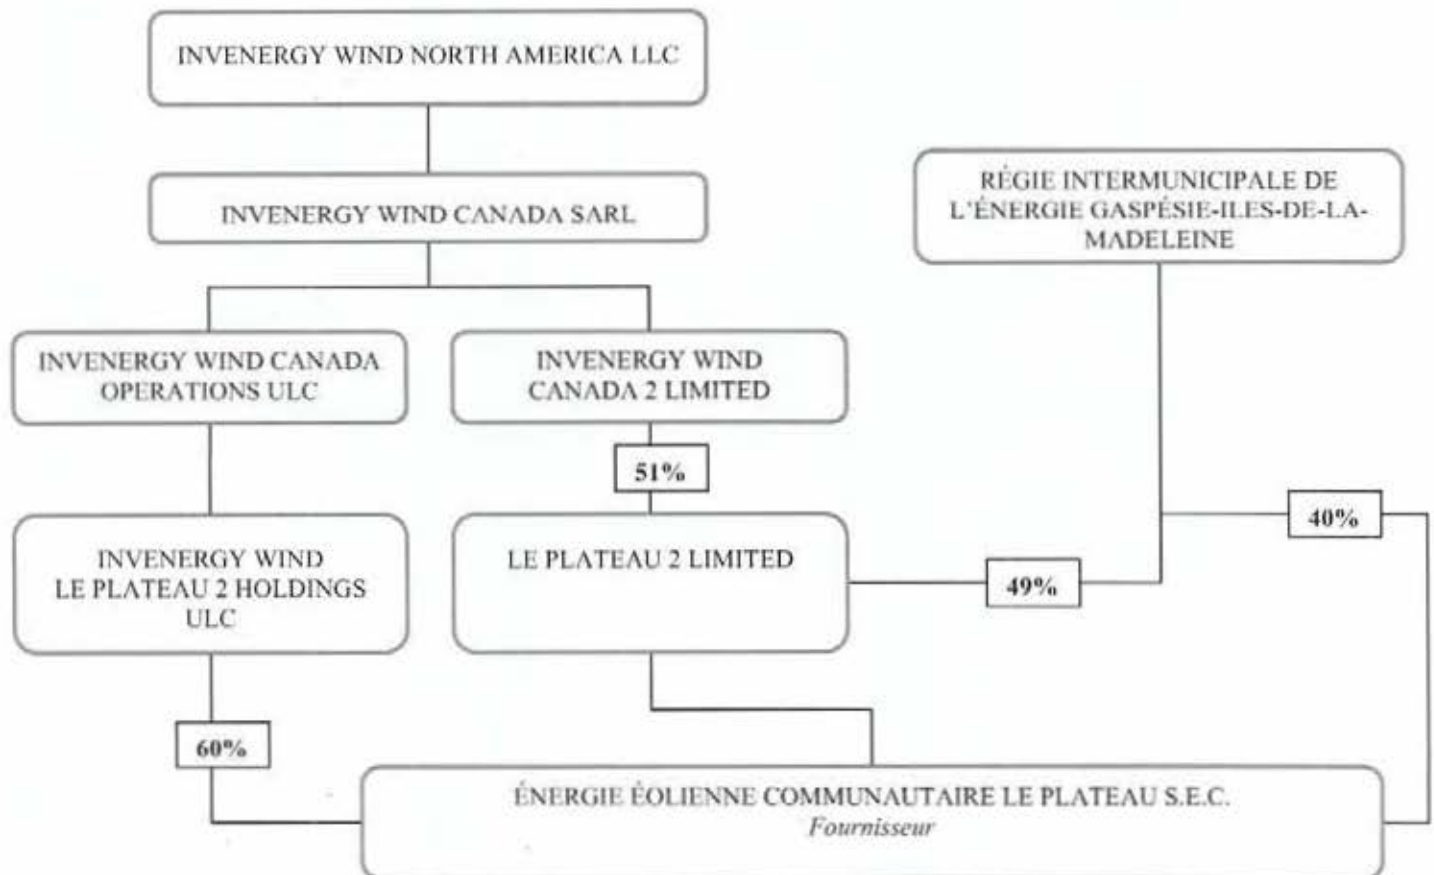 INVENERGY WIND NORTH AMERICA LLC
INVENERGY WIND CANADA SARL
RÉGIE INTERMUNICIPALE DE
L'ÉNERGIE GASPÉSIE-ILES-DE-LA-
MADELEINE
INVENERGY WIND CANADA
OPERATIONS ULC
INVENERGY WIND
CANADA 2 LIMITED
51%
40%
INVENERGY WIND
LE PLATEAU 2 HOLDINGS
ULC
LE PLATEAU 2 LIMITED
49%
60%
ÉNERGIE ÉOLIENNE COMMUNAUTAIRE LE PLATEAU S.E.C.
Fournisseur